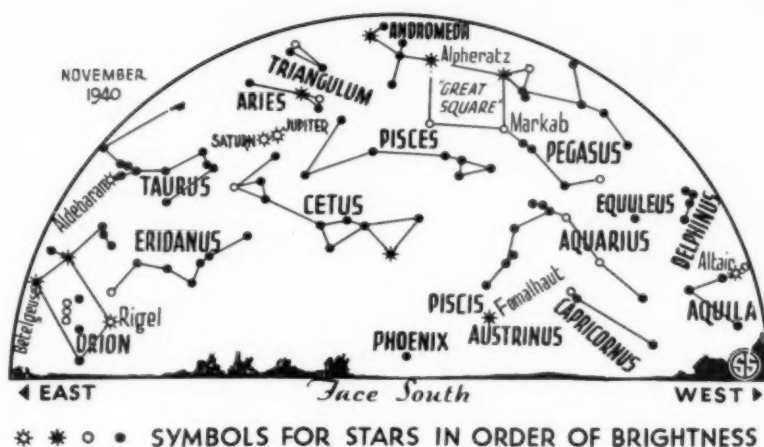 ANDROMEDA
Alpheratz
NOVEMBER
1940
TRIANGULUM
"GREAT
SQUARE"
ARIES
SATURN
JUPITER
Markab
PISCES
PEGASUS
Aldebaran
TAURUS
CETUS
EQUULEUS
DELPHINUS
ERIDANUS
AQUARIUS
Altair
Betelgeuse
Rigel
PISCIS
Fomalhaut
AUSTRINUS
CAPRICORNUS
AQUILA
ORION
PHOENIX
SS
◄ EAST
Face South
WEST ►
SYMBOLS FOR STARS IN ORDER OF BRIGHTNESS